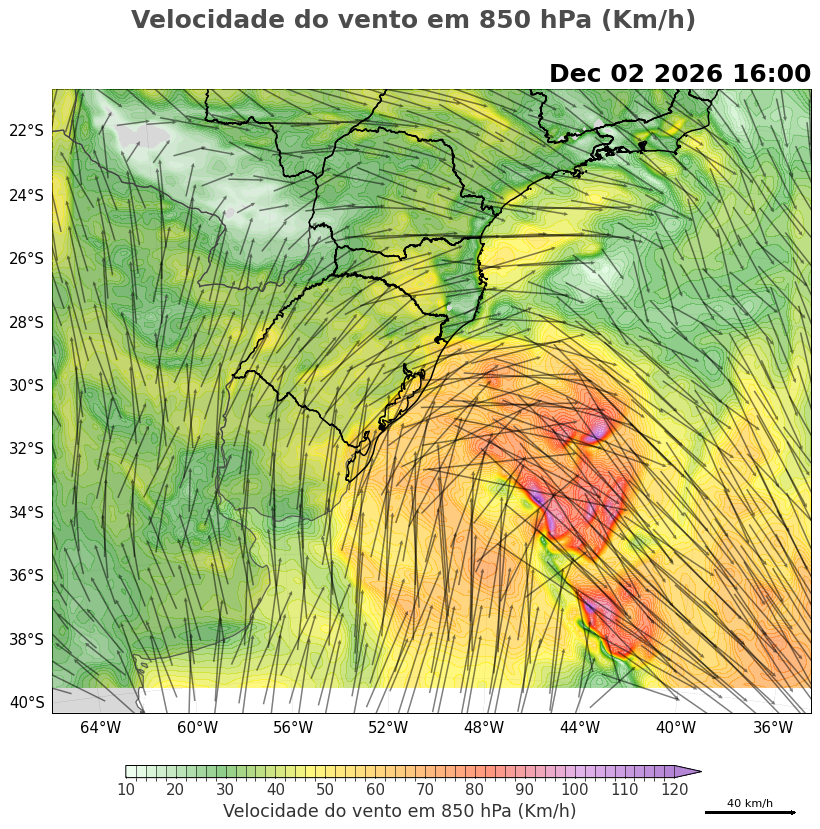 Velocidade do vento em 850 hPa (Km/h)
Dec 02 2026 16:00
22°S
24°S
26°S
28°S
30°S
32°S
34°S
36°S
38°S
40°S
64°W 60°W 56°W 52°W 48°W 44°W 40°W 36°W
10 20 30 40 50 60 70 80 90 100 110 120
Velocidade do vento em 850 hPa (Km/h)
40 km/h